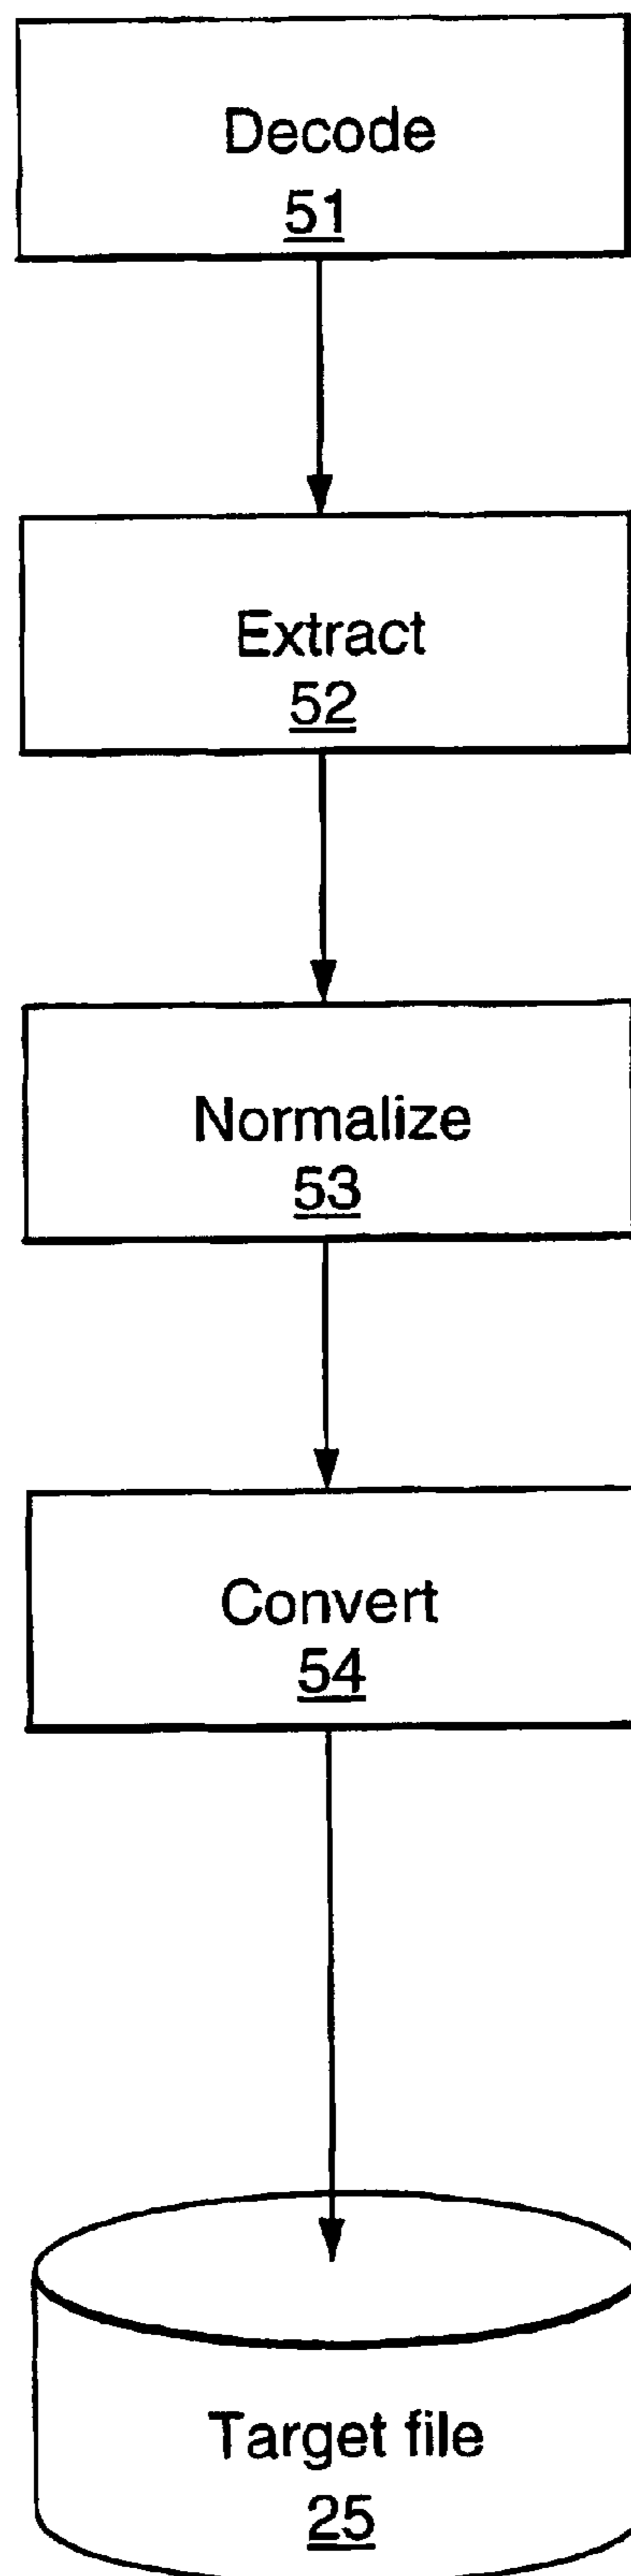 Decode
51
Extract
52
Normalize
53
Convert
54
Target file
25